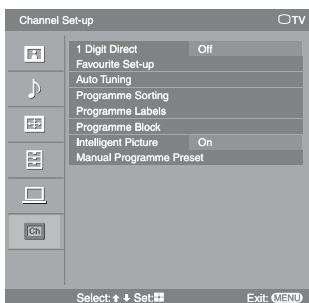 Channel Set-up TV
1 Digit Direct Off
Favourite Set-up
Auto Tuning
Programme Sorting
Programme Labels
Programme Block
Intelligent Picture On
Manual Programme Preset
Ch
Select: Set: Exit: MENU